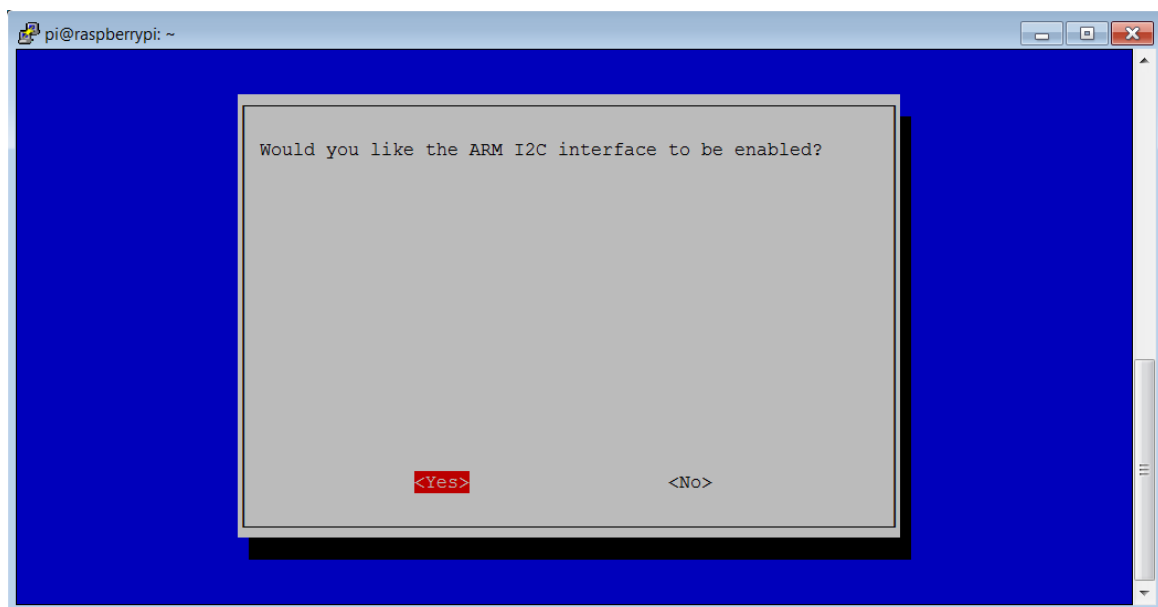 pi@raspberrypi: ~
Would you like the ARM I2C interface to be enabled?
<Yes> <No>